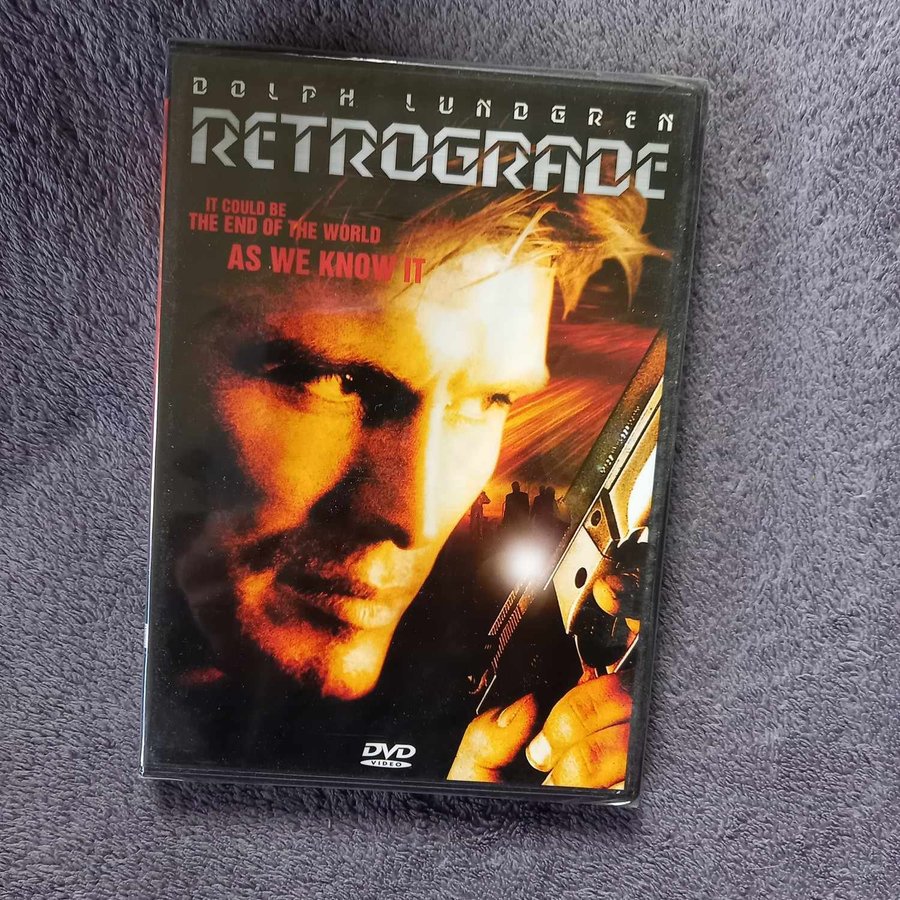 DOLPH LUNDGREN
RETROGRADE
IT COULD BE
THE END OF THE WORLD
AS WE KNOW IT
DVD
VIDEO